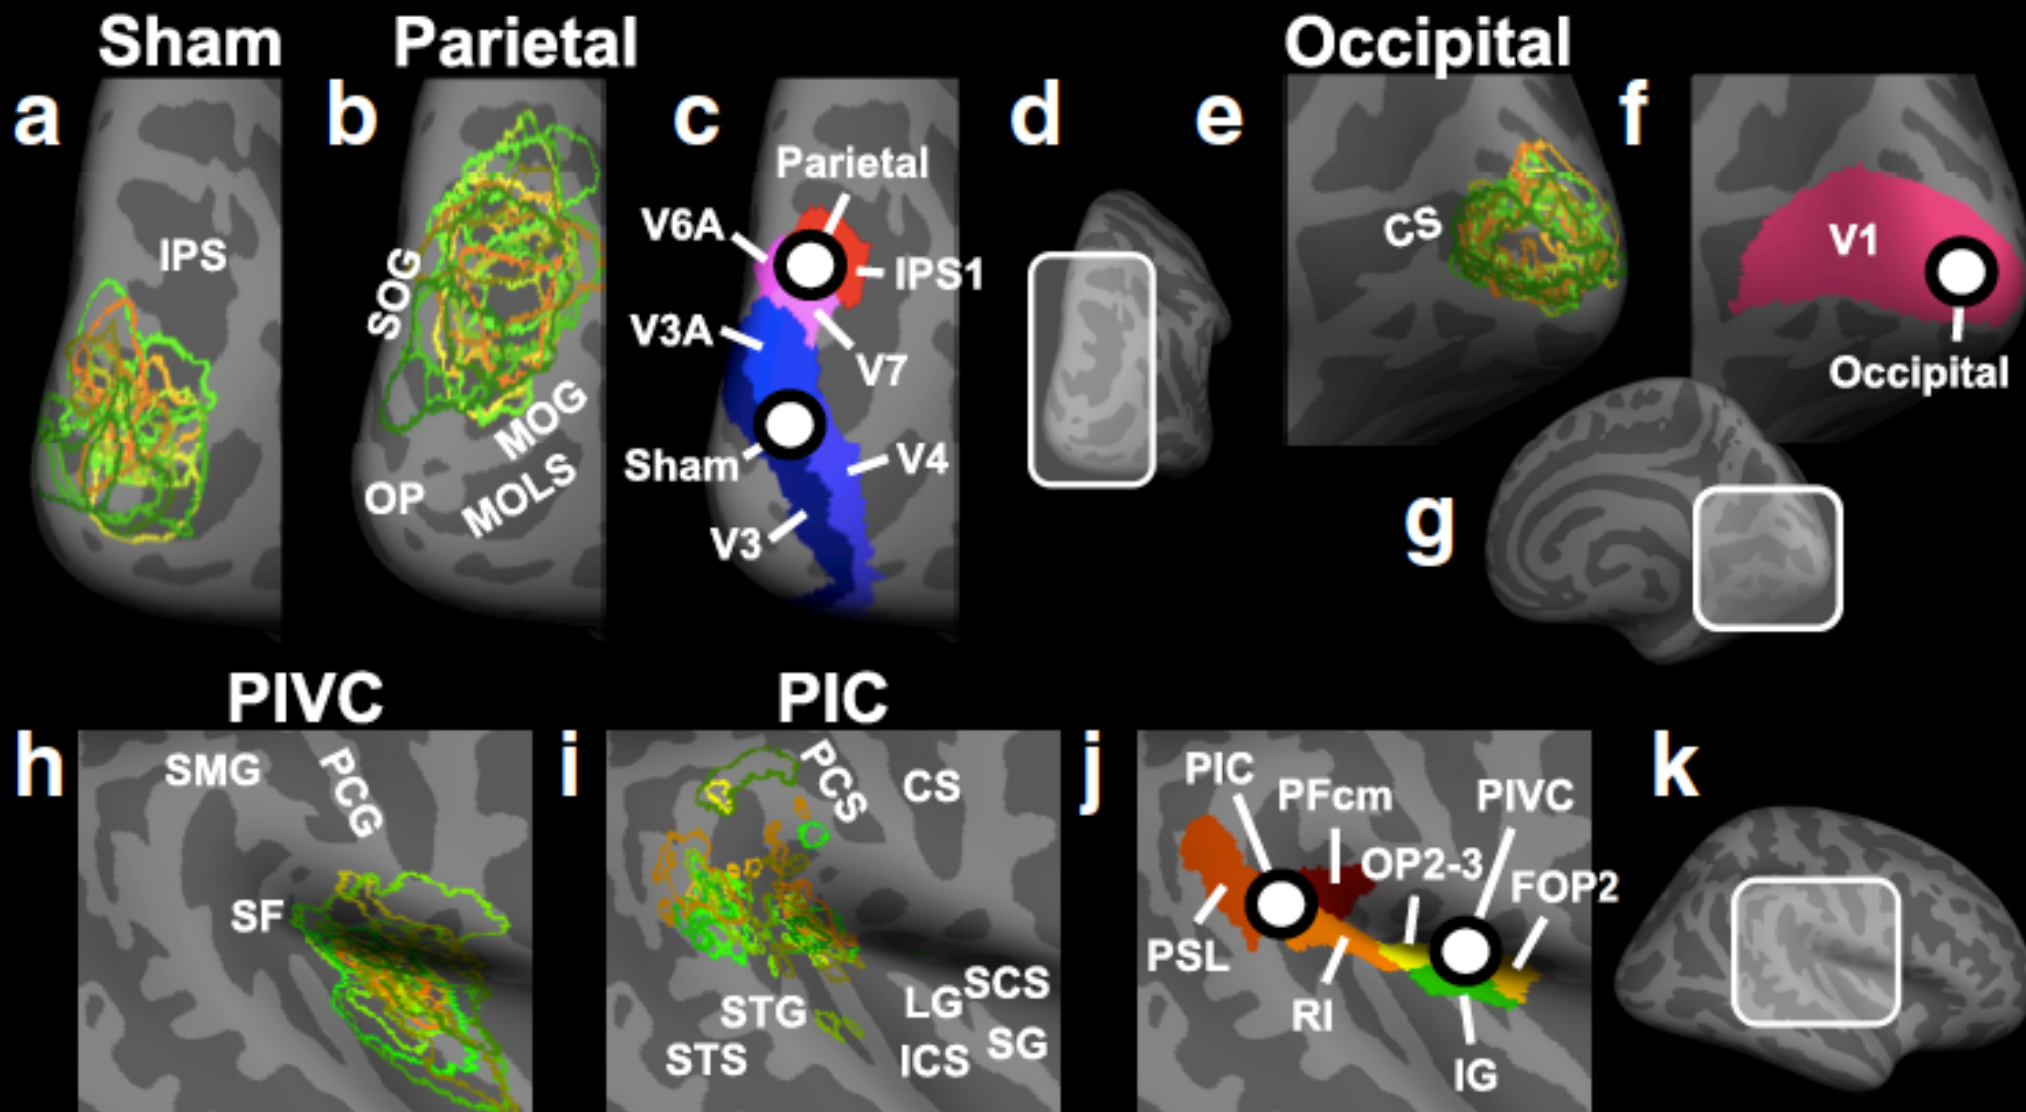 Sham
Parietal
Occipital
a
b
c
d
e
f
IPS
SOG
MOG
OP
MOLS
Parietal
V6A
IPS1
V3A
V7
Sham
V4
V3
CS
V1
Occipital
g
PIVC
PIC
h
i
j
k
SMG
PCG
SF
PCS
CS
STG
STS
LG
SCS
ICS
SG
PIC
PFcm
PIVC
OP2-3
FOP2
PSL
RI
IG